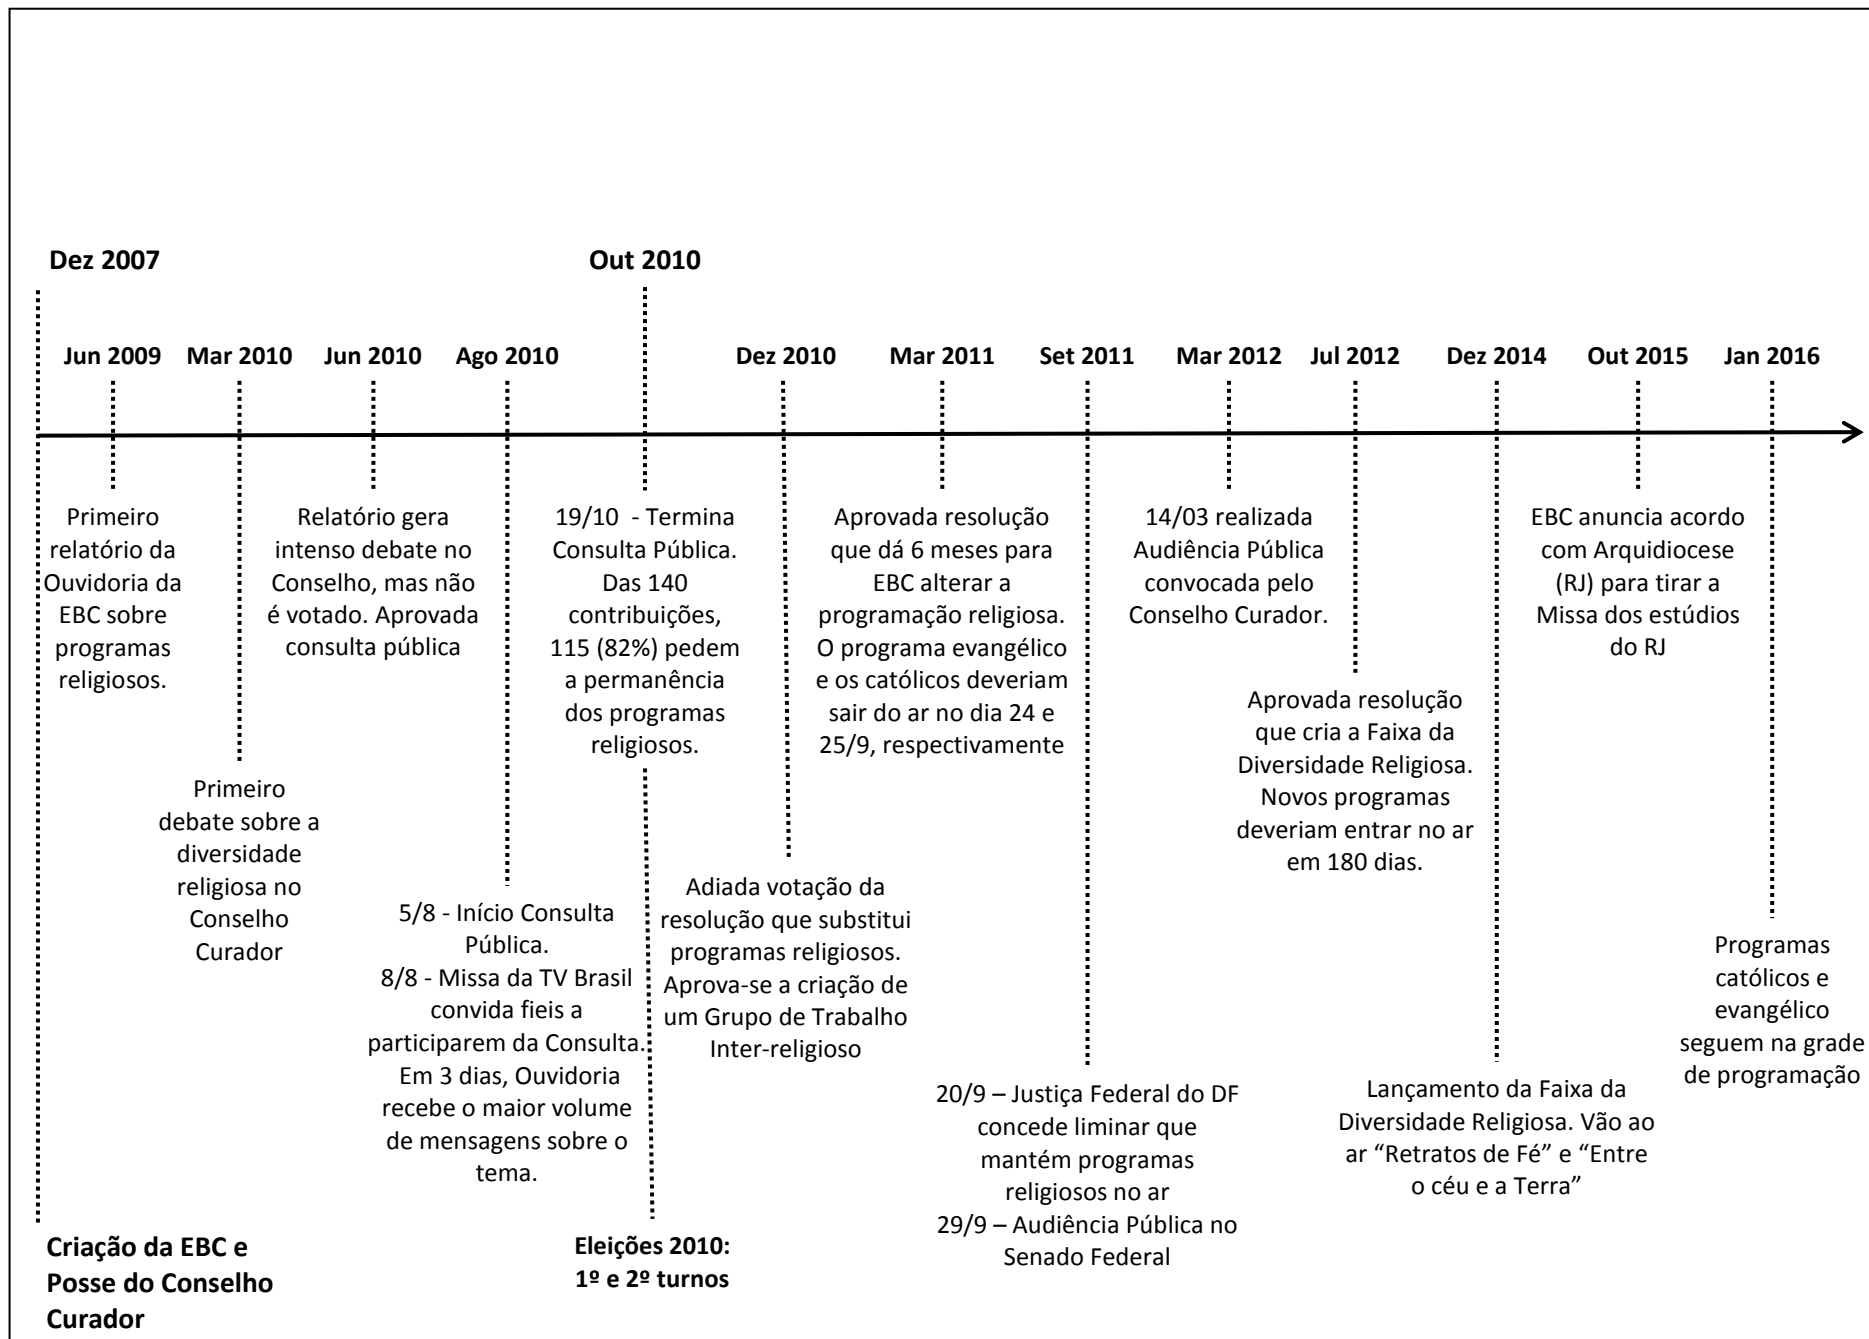 Dez 2007
Out 2010
Jun 2009
Mar 2010
Jun 2010
Ago 2010
Dez 2010
Mar 2011
Set 2011
Mar 2012
Jul 2012
Dez 2014
Out 2015
Jan 2016
Primeiro
relatório da
Ouvidoria da
EBC sobre
programas
religiosos.
Primeiro
debate sobre a
diversidade
religiosa no
Conselho
Curador
Relatório gera
intenso debate no
Conselho, mas não
é votado. Aprovada
consulta pública
5/8 - Início Consulta
Pública.
8/8 - Missa da TV Brasil
convida fieis a
participarem da Consulta.
Em 3 dias, Ouvidoria
recebe o maior volume
de mensagens sobre o
tema.
19/10  - Termina
Consulta Pública.
Das 140
contribuições,
115 (82%) pedem
a permanência
dos programas
religiosos.
Adiada votação da
resolução que substitui
programas religiosos.
Aprova-se a criação de
um Grupo de Trabalho
Inter-religioso
Aprovada resolução
que dá 6 meses para
EBC alterar a
programação religiosa.
O programa evangélico
e os católicos deveriam
sair do ar no dia 24 e
25/9, respectivamente
20/9 – Justiça Federal do DF
concede liminar que
mantém programas
religiosos no ar
29/9 – Audiência Pública no
Senado Federal
14/03 realizada
Audiência Pública
convocada pelo
Conselho Curador.
Aprovada resolução
que cria a Faixa da
Diversidade Religiosa.
Novos programas
deveriam entrar no ar
em 180 dias.
Lançamento da Faixa da
Diversidade Religiosa. Vão ao
ar “Retratos de Fé” e “Entre
o céu e a Terra”
EBC anuncia acordo
com Arquidiocese
(RJ) para tirar a
Missa dos estúdios
do RJ
Programas
católicos e
evangélico
seguem na grade
de programação
Criação da EBC e
Posse do Conselho
Curador
Eleições 2010:
1º e 2º turnos